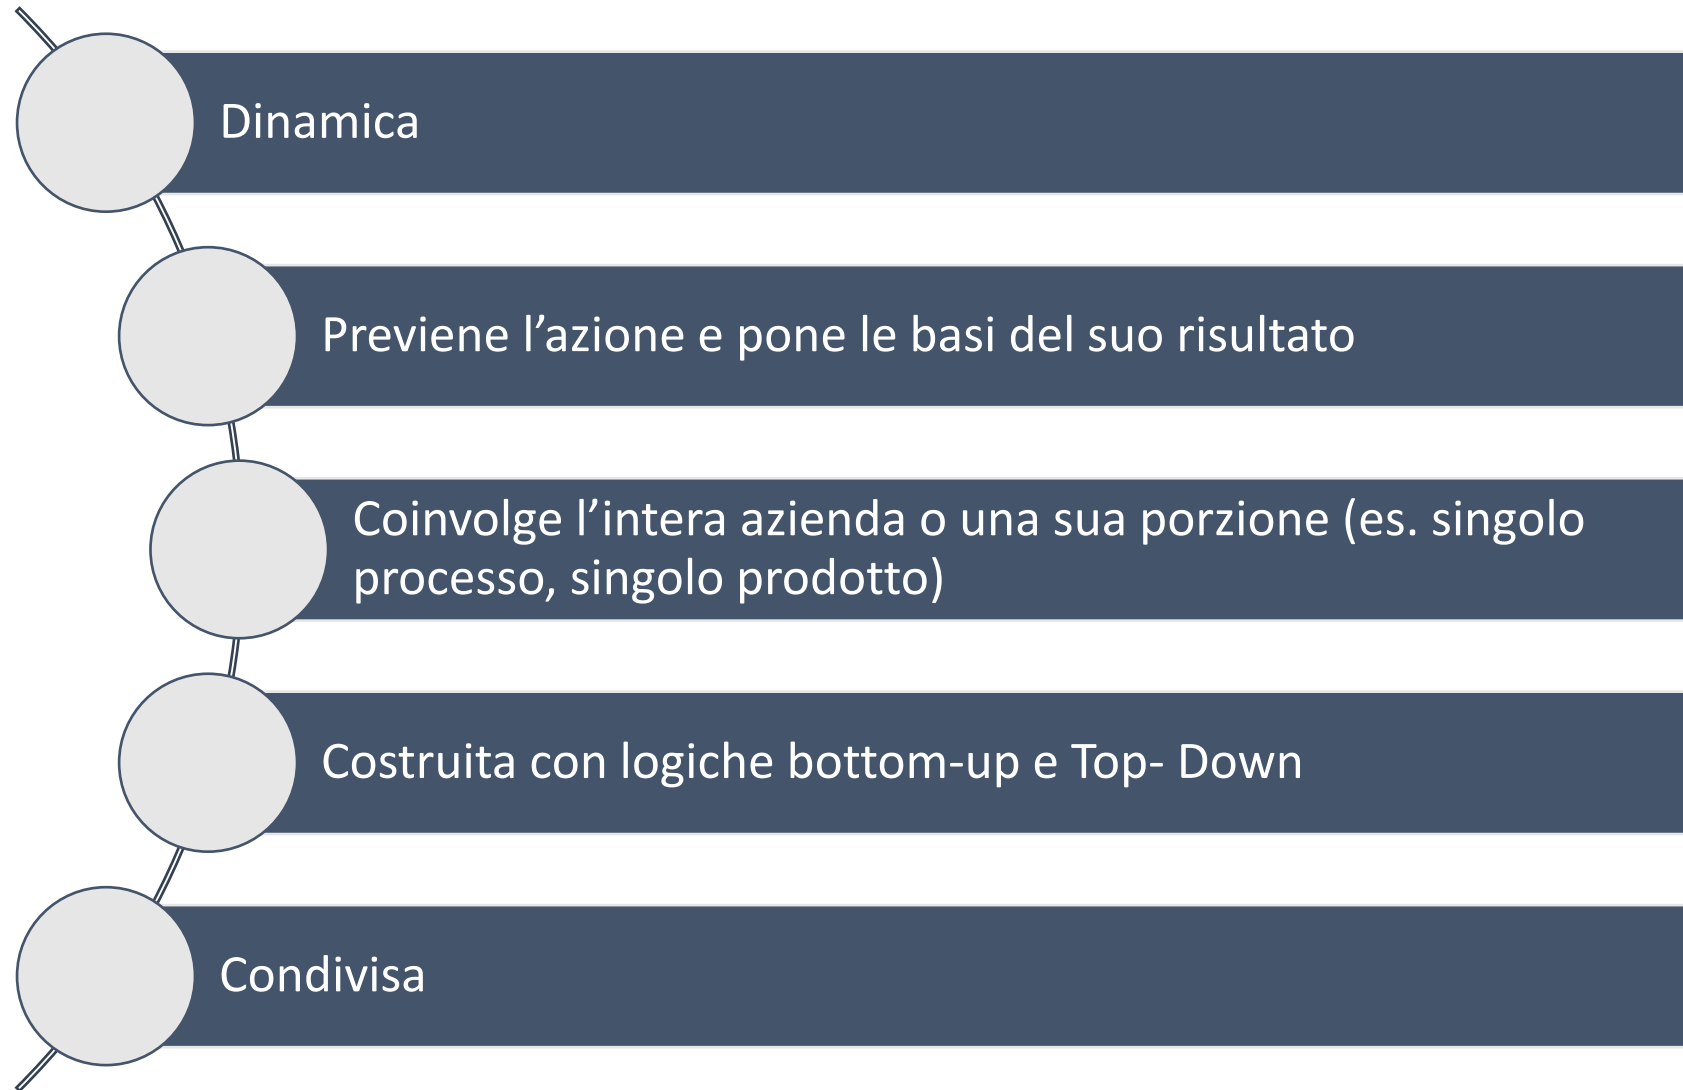 Dinamica
Previene l’azione e pone le basi del suo risultato
Coinvolge l’intera azienda o una sua porzione (es. singolo
processo, singolo prodotto)
Costruita con logiche bottom-up e Top- Down
Condivisa